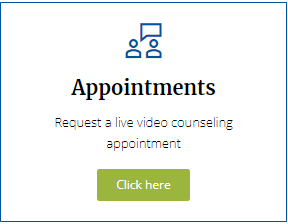 Appointments
Request a live video counseling
appointment
Click here